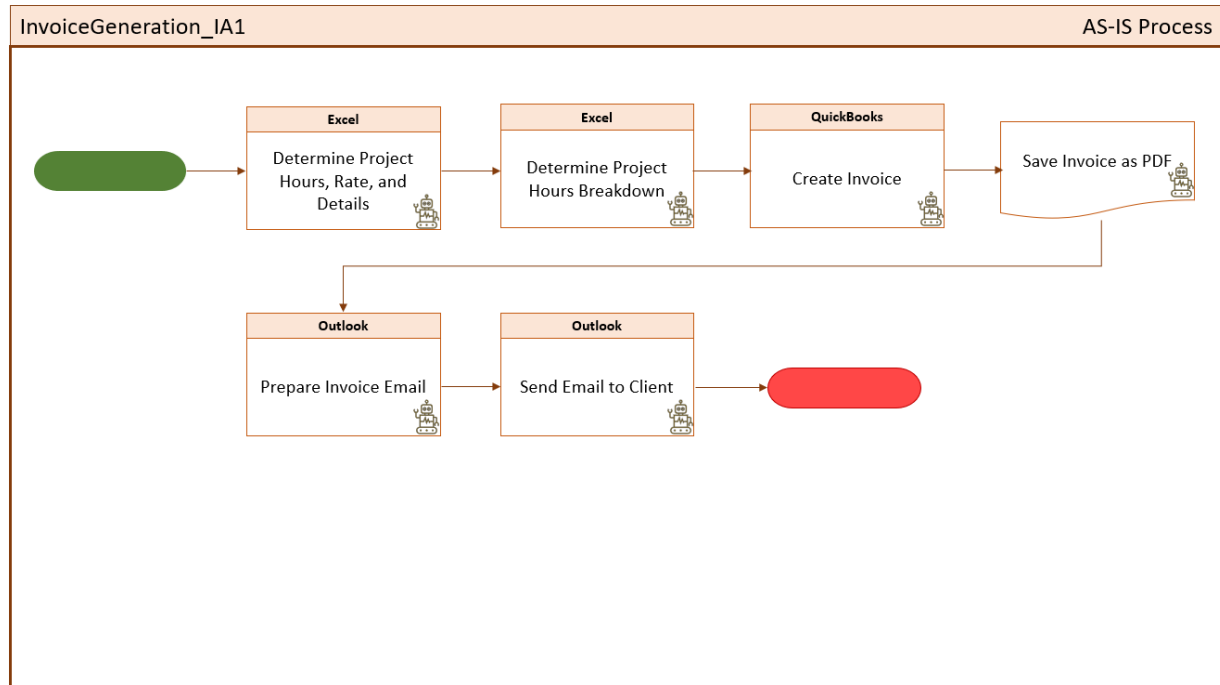 InvoiceGeneration_IA1
AS-IS Process
Excel
Determine Project
Hours, Rate, and
Details
Excel
Determine Project
Hours Breakdown
QuickBooks
Create Invoice
Save Invoice as PDF
Outlook
Prepare Invoice Email
Outlook
Send Email to Client